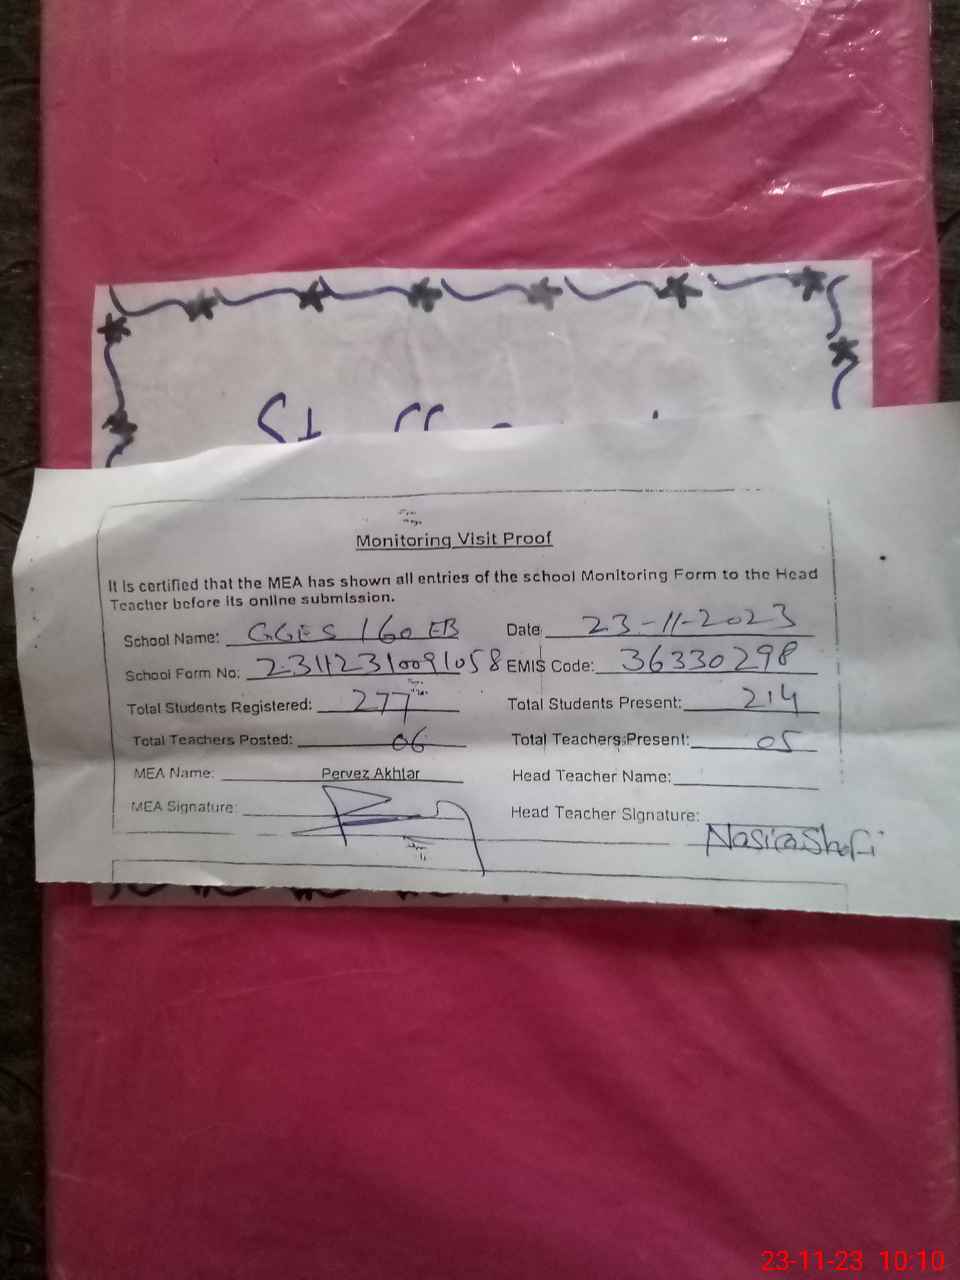 St
Monitoring Visit Proof
It is certified that the MEA has shown all entries of the school Monitoring Form to the Head
Teacher before its online submission.
School Name: GGES 160 EB Date 23-11-2023
School Form No: 23112310091058 EMIS Code: 36330298
Total Students Registered: 277 Total Students Present: 214
Total Teachers Posted: 06 Total Teachers Present: 05
MEA Name: Pervez Akhtar Head Teacher Name:
MEA Signature: Head Teacher Signature:
Nasira Shafi
23-11-23 10:10